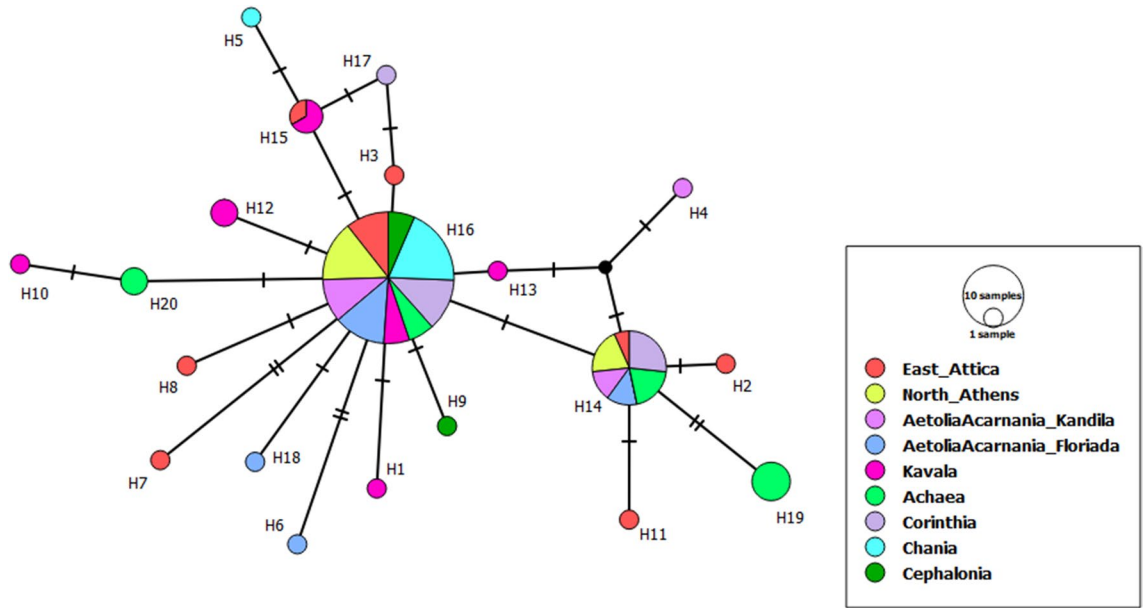 H5
H17
H15
H3
H4
H12
H16
H10
H20
H13
H8
H14
H2
H9
H7
H18
H1
H6
H11
H19
10 samples
1 sample
East_Attica
North_Athens
AetoliaAcarnania_Kandila
AetoliaAcarnania_Floriada
Kavala
Achaea
Corinthia
Chania
Cephalonia